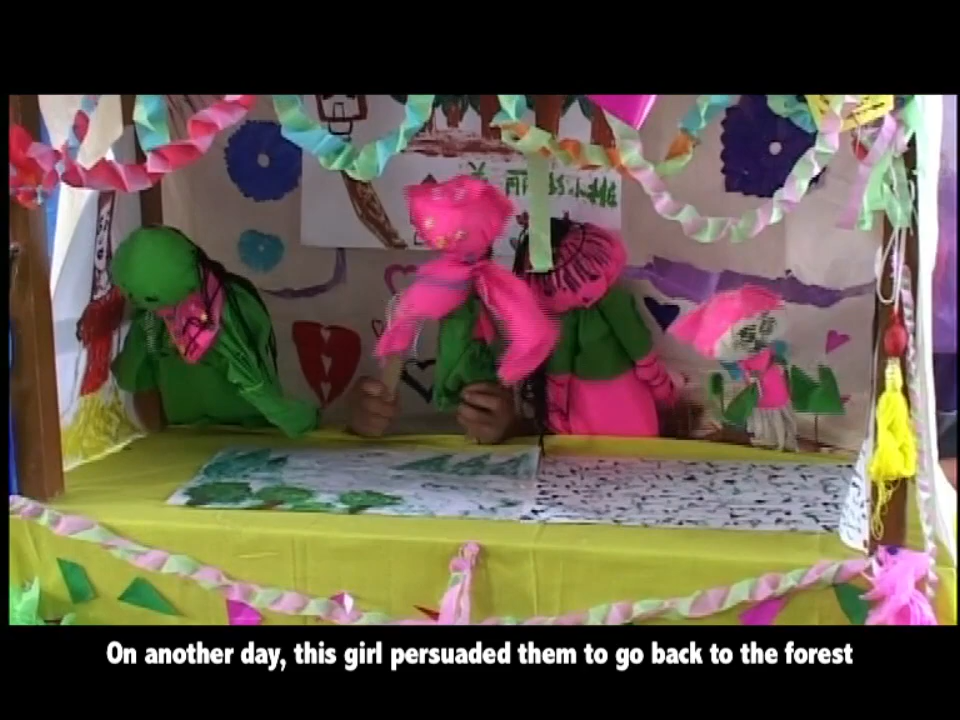 On another day, this girl persuaded them to go back to the forest